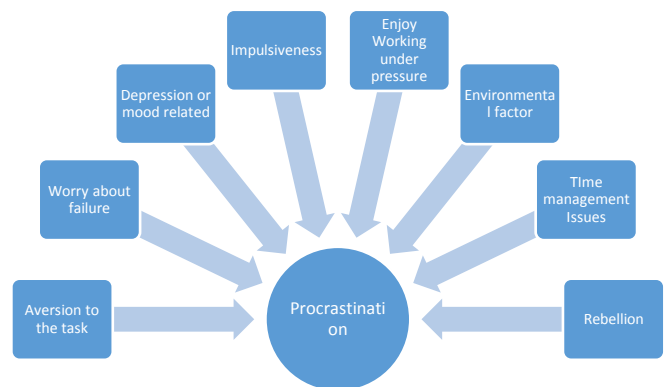 Aversion to
the task
Worry about
failure
Depression or
mood related
Impulsiveness
Enjoy
Working
under
pressure
Environmenta
l factor
TIme
management
Issues
Rebellion
Procrastinati
on